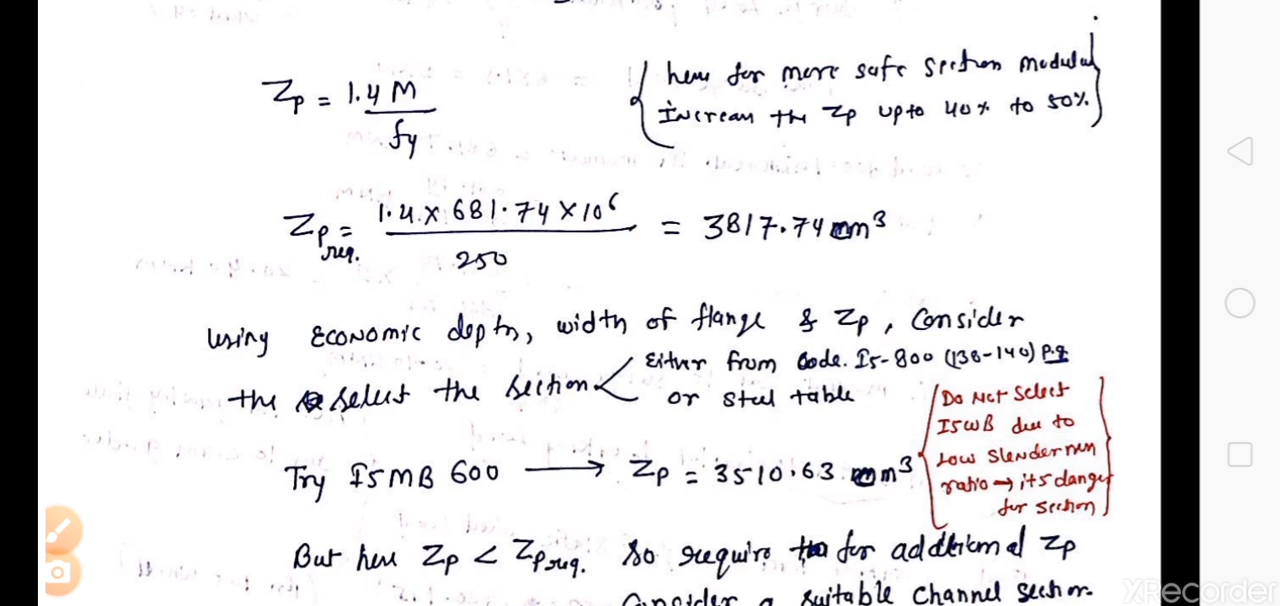 Zp = 1.4 M / fy
{ here for more safe section modulus
Increase the Zp upto 40% to 50% }
Zp req. = 1.4 x 681.74 x 10^6 / 250 = 3817.74 mm³
Using Economic depth, width of flange & Zp, Consider
the select the section < Either from Code. IS-800 (138-140) P.g
or steel table
{ Do Not Select
ISWB due to
Low Slenderness
ratio → its danger
for section }
Try ISMB 600 → Zp = 3510.63 mm³
But here Zp < Zp req. So require for additional Zp
Consider a suitable Channel section.
XRecorder